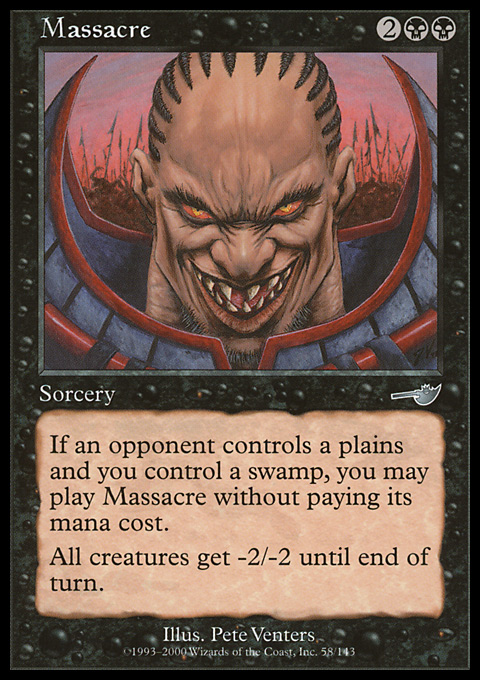 Massacre 2
Sorcery
If an opponent controls a plains
and you control a swamp, you may
play Massacre without paying its
mana cost.
All creatures get -2/-2 until end of
turn.
Illus. Pete Venters
©1993–2000 Wizards of the Coast, Inc. 58/143